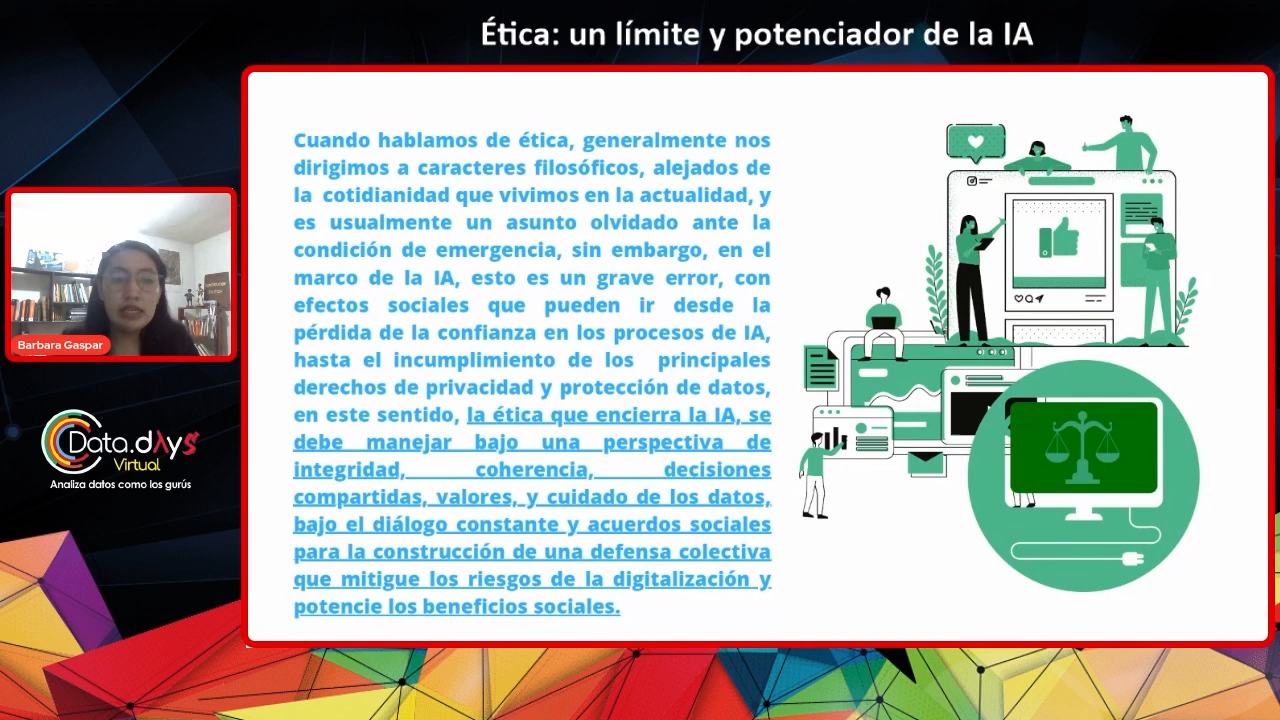 Ética: un límite y potenciador de la IA
Cuando hablamos de ética, generalmente nos
dirigimos a caracteres filosóficos, alejados de
la cotidianidad que vivimos en la actualidad, y
es usualmente un asunto olvidado ante la
condición de emergencia, sin embargo, en el
marco de la IA, esto es un grave error, con
efectos sociales que pueden ir desde la
pérdida de la confianza en los procesos de IA,
hasta el incumplimiento de los principales
derechos de privacidad y protección de datos,
en este sentido, la ética que encierra la IA, se
debe manejar bajo una perspectiva de
integridad, coherencia, decisiones
compartidas, valores, y cuidado de los datos,
bajo el diálogo constante y acuerdos sociales
para la construcción de una defensa colectiva
que mitigue los riesgos de la digitalización y
potencie los beneficios sociales.
Barbara Gaspar
Data.dAys
Virtual
Analiza datos como los gurús